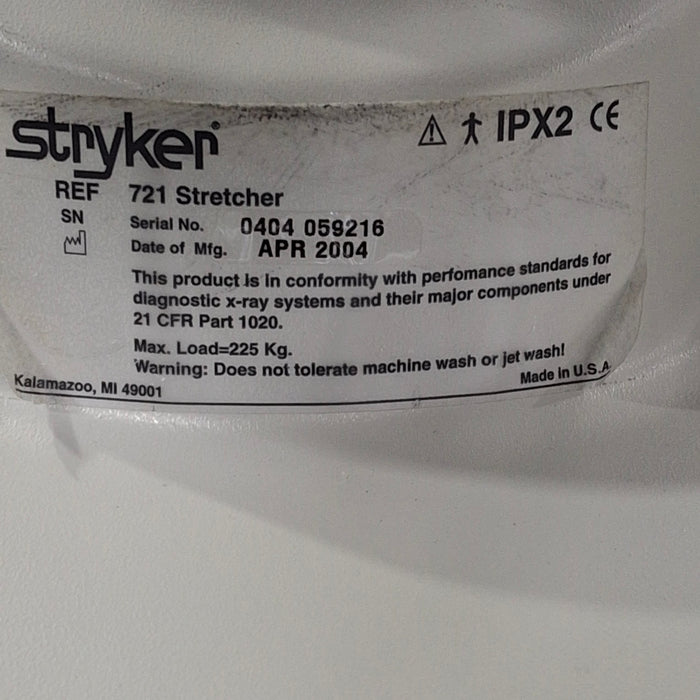 stryker
IPX2 CE
REF 721 Stretcher
SN Serial No. 0404 059216
Date of Mfg. APR 2004
This product is in conformity with perfomance standards for
diagnostic x-ray systems and their major components under
21 CFR Part 1020.
Max. Load=225 Kg.
Warning: Does not tolerate machine wash or jet wash!
Kalamazoo, MI 49001
Made in U.S.A.